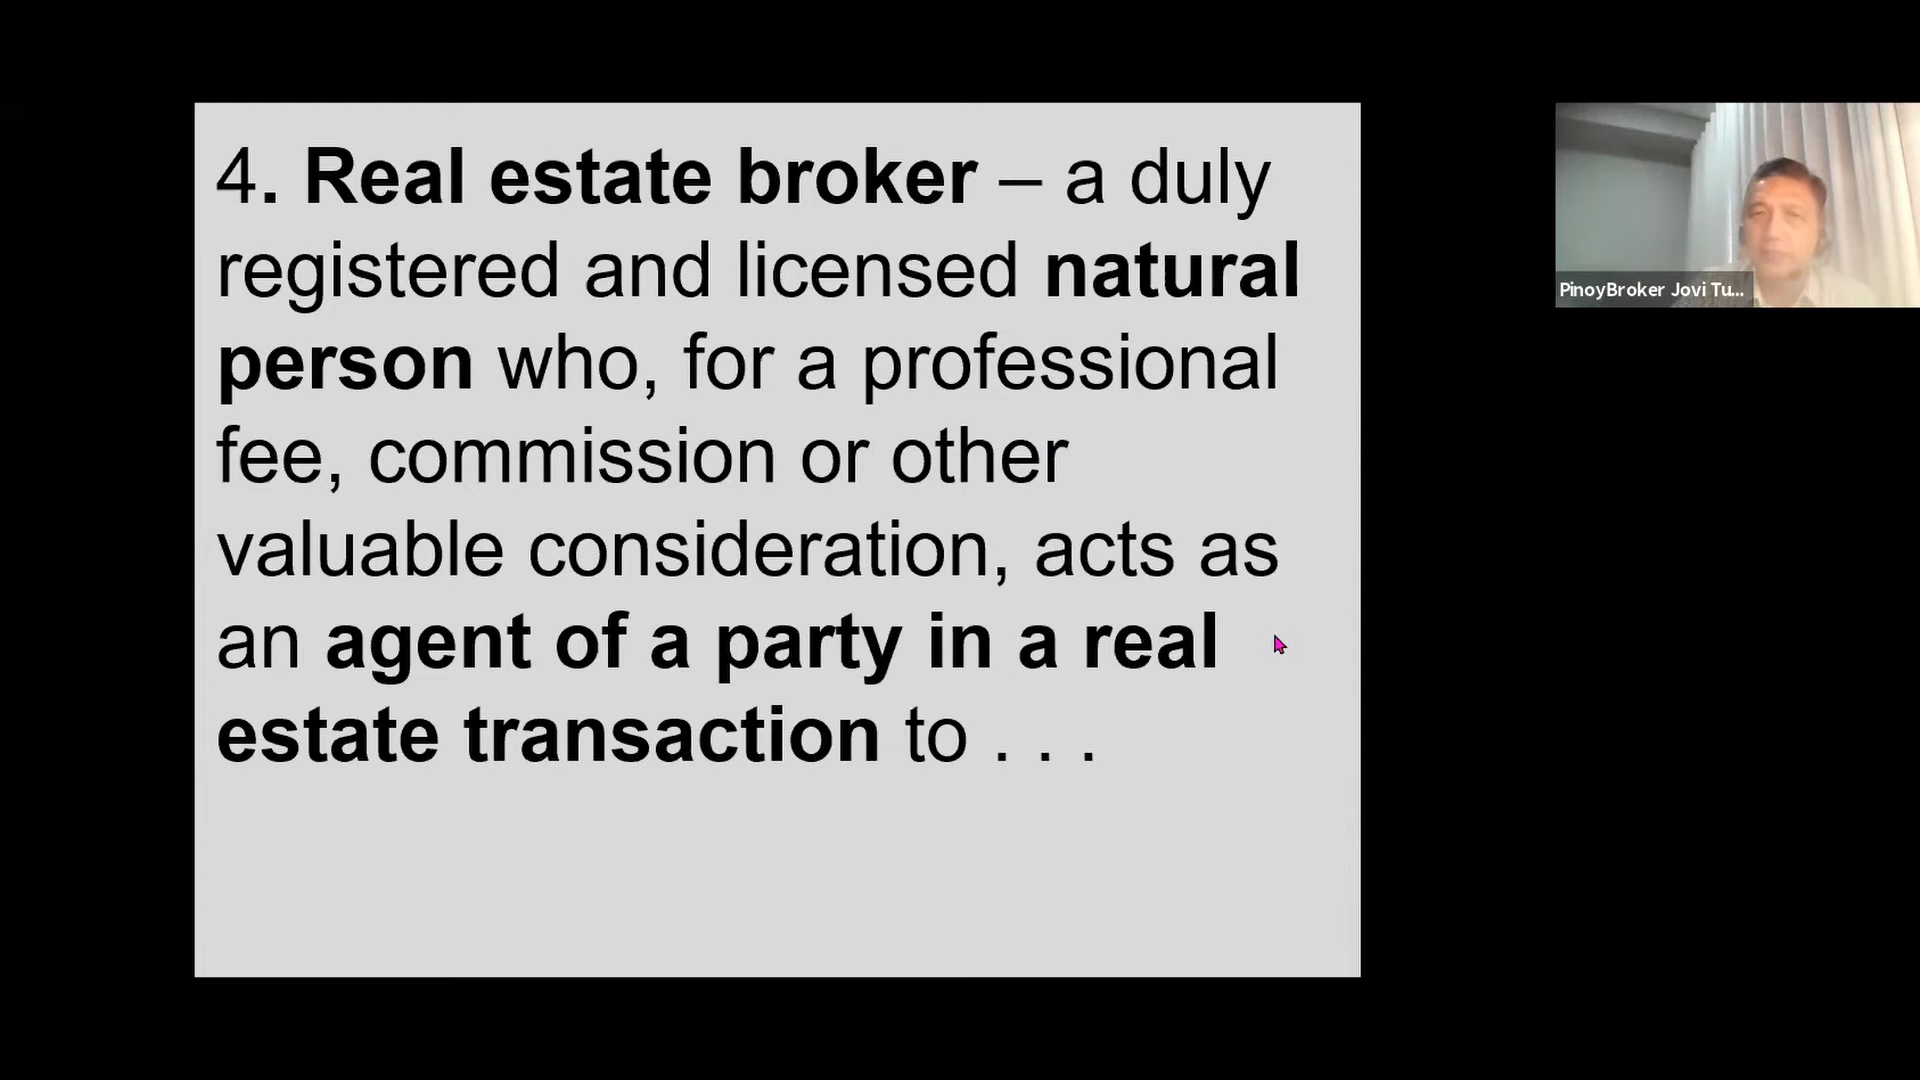 4. Real estate broker – a duly
registered and licensed natural
person who, for a professional
fee, commission or other
valuable consideration, acts as
an agent of a party in a real
estate transaction to . . .
PinoyBroker Jovi Tu...